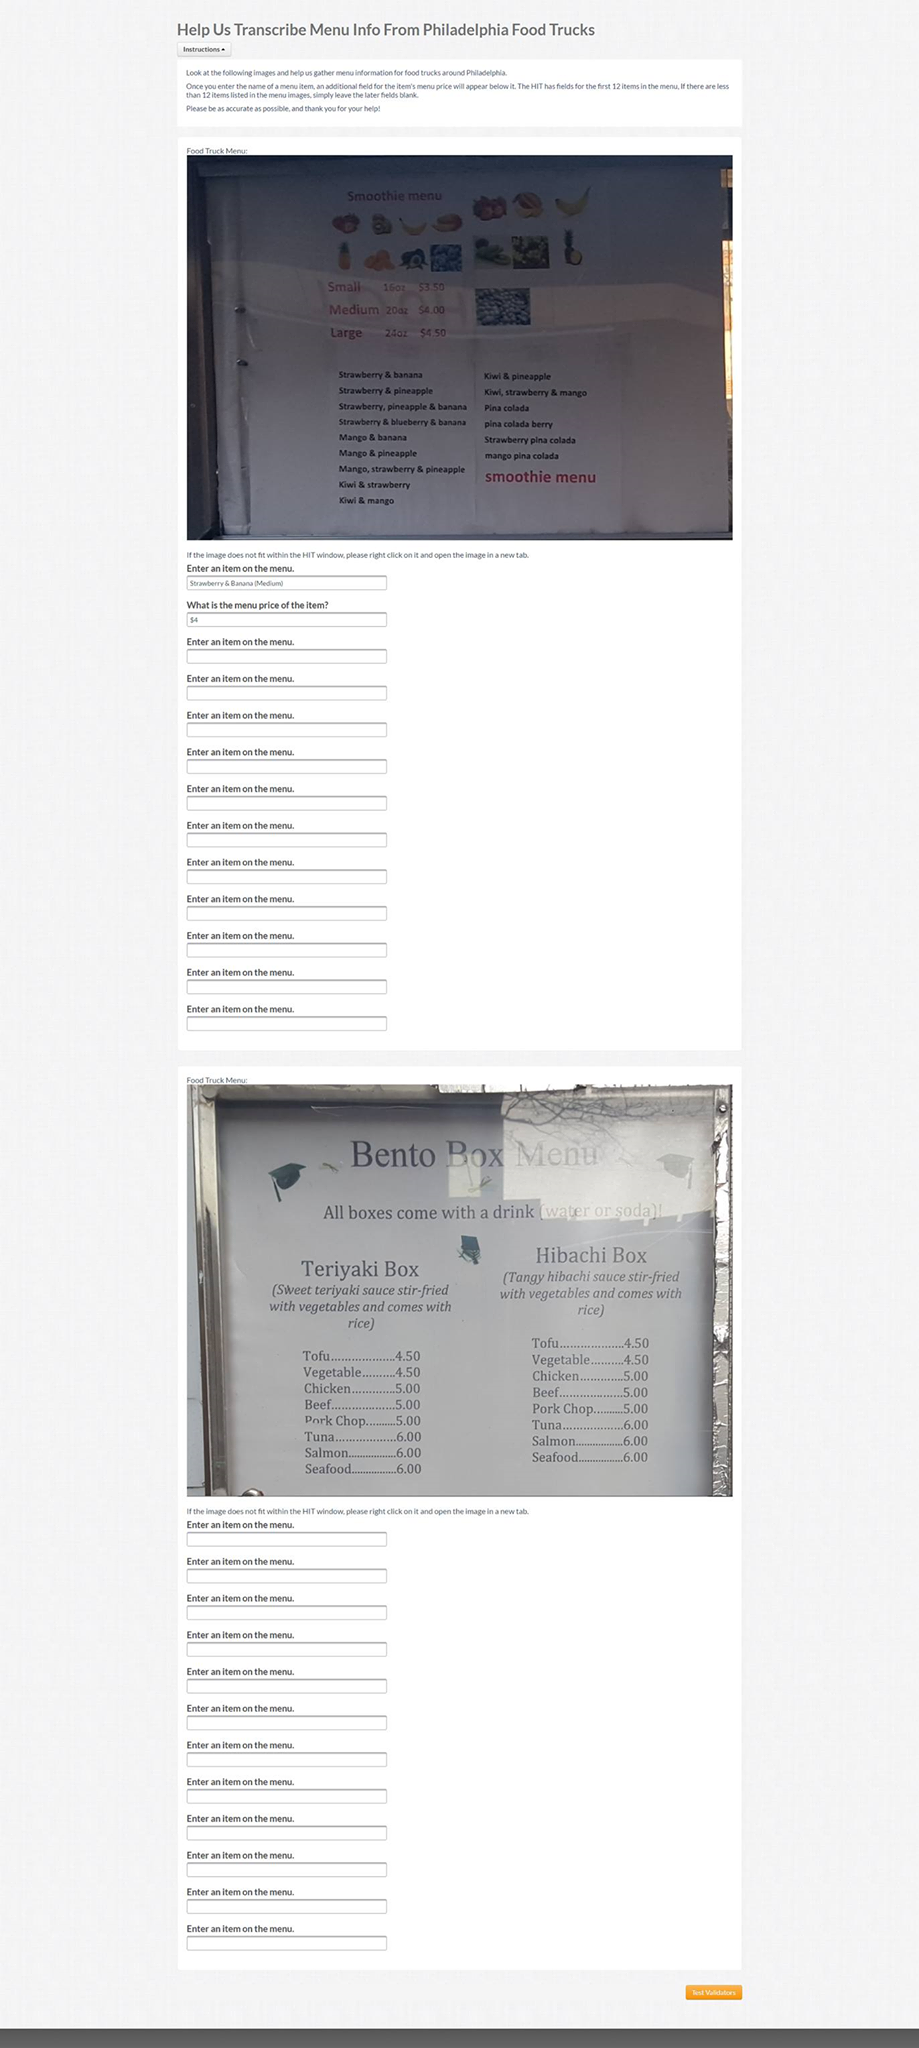 Help Us Transcribe Menu Info From Philadelphia Food Trucks
Instructions
Look at the following images and help us gather menu information for food trucks around Philadelphia.
Once you enter the name of a menu item, an additional field for the item's menu price will appear below it. The HIT has fields for the first 12 items in the menu, If there are less
than 12 items listed in the menu images, simply leave the later fields blank.
Please be as accurate as possible, and thank you for your help!
Food Truck Menu:
Smoothie menu
Small 16oz $3.50
Medium 20oz $4.00
Large 24oz $4.50
Strawberry & banana
Strawberry & pineapple
Strawberry, pineapple & banana
Strawberry & blueberry & banana
Mango & banana
Mango & pineapple
Mango, strawberry & pineapple
Kiwi & strawberry
Kiwi & mango
Kiwi & pineapple
Kiwi, strawberry & mango
Pina colada
pina colada berry
Strawberry pina colada
mango pina colada
smoothie menu
If the image does not fit within the HIT window, please right click on it and open the image in a new tab.
Enter an item on the menu.
Strawberry & Banana (Medium)
What is the menu price of the item?
$4
Enter an item on the menu.
Enter an item on the menu.
Enter an item on the menu.
Enter an item on the menu.
Enter an item on the menu.
Enter an item on the menu.
Enter an item on the menu.
Enter an item on the menu.
Enter an item on the menu.
Enter an item on the menu.
Enter an item on the menu.
Food Truck Menu:
Bento Box Menu
All boxes come with a drink (water or soda)!
Teriyaki Box
(Sweet teriyaki sauce stir-fried
with vegetables and comes with
rice)
Tofu..................4.50
Vegetable..........4.50
Chicken.............5.00
Beef...................5.00
Pork Chop.........5.00
Tuna..................6.00
Salmon...............6.00
Seafood..............6.00
Hibachi Box
(Tangy hibachi sauce stir-fried
with vegetables and comes with
rice)
Tofu...................4.50
Vegetable..........4.50
Chicken.............5.00
Beef...................5.00
Pork Chop.........5.00
Tuna..................6.00
Salmon...............6.00
Seafood..............6.00
If the image does not fit within the HIT window, please right click on it and open the image in a new tab.
Enter an item on the menu.
Enter an item on the menu.
Enter an item on the menu.
Enter an item on the menu.
Enter an item on the menu.
Enter an item on the menu.
Enter an item on the menu.
Enter an item on the menu.
Enter an item on the menu.
Enter an item on the menu.
Enter an item on the menu.
Enter an item on the menu.
Test Validators